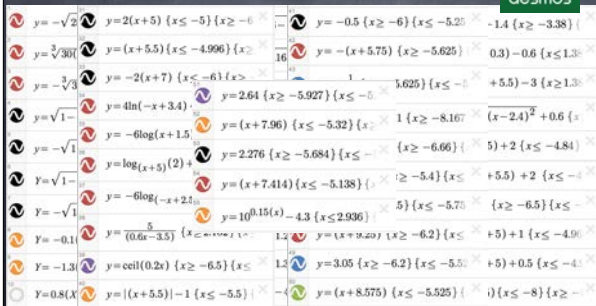 desmos
y= −√2
y= ∛30(
y= −∛3
y=√1−
y= −√1
Y=√1−
Y= −√1
Y= −0.1(
Y= −1.3(
Y=0.8(X
y=2(x+5) {x≤ −5}{x≥ −6
y=(x+5.5){x≤ −4.996}{x≥
y= −2(x+7) {x≤ −6}{x≥
y=4ln(−x+3.4)
y= −6log(x+1.5)
y=log₍ₓ₊₅₎(2)+
y= −6log₍₋ₓ₊₂.
y= 5/(0.6x−3.5) {x
y=ceil(0.2x) {x≥ −6.5}{x≤
y=|(x+5.5)|−1 {x≤ −5.5}{
y=2.64 {x≥ −5.927}{x≤ −5
y=(x+7.96) {x≤ −5.32}{x
y=2.276 {x≥ −5.684}{x≤ −
y=(x+7.414){x≤ −5.138}{
y=10^0.15(x)−4.3 {x≤2.936}{
y= −0.5 {x≥ −6}{x≤ −5.25
y= −(x+5.75) {x≥ −5.625}{
5.625}{x≤ −
1 {x≥ −8.167
{x≥ −6.66}{
≥ −5.4}{x≤
5}{x≤ −5.75
y=(x+9.25) {x≥ −6.2}{x≤
y=3.05 {x≥ −6.2}{x≤ −5.5
y=(x+8.575) {x≤ −5.525}{
−1.4 {x≥ −3.38}{
0.3)−0.6 {x≤1.3
+5.5)−3 {x≥1.3
(x−2.4)²+0.6 {x
5)+2 {x≤ −4.84}
+5.5) +2 {x≤ −
{x≥ −6.5}{x≤ −
+5)+1 {x≤ −4.9
+5)+0.5 {x≤ −4.
){x≤ −8}{x≥ −